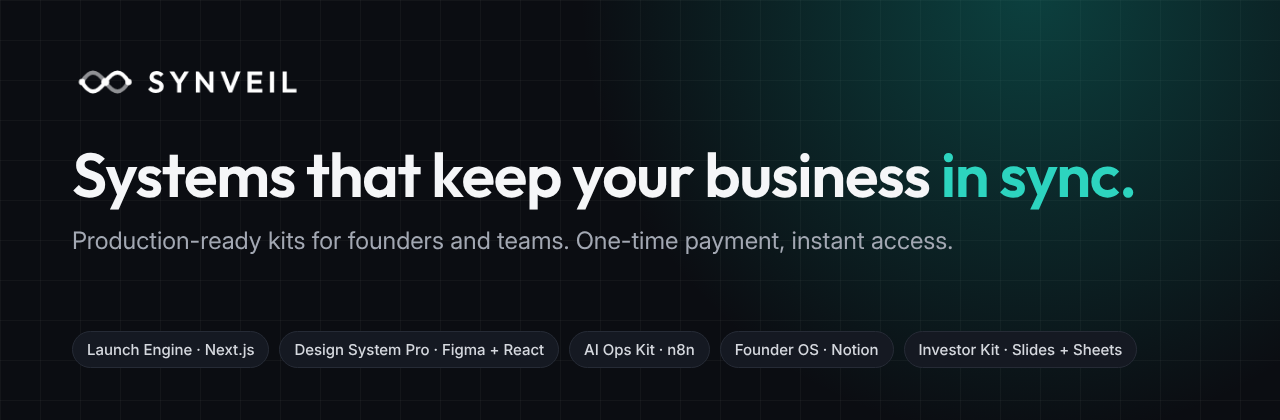 SYNVEIL
Systems that keep your business in sync.
Production-ready kits for founders and teams. One-time payment, instant access.
Launch Engine · Next.js
Design System Pro · Figma + React
AI Ops Kit · n8n
Founder OS · Notion
Investor Kit · Slides + Sheets